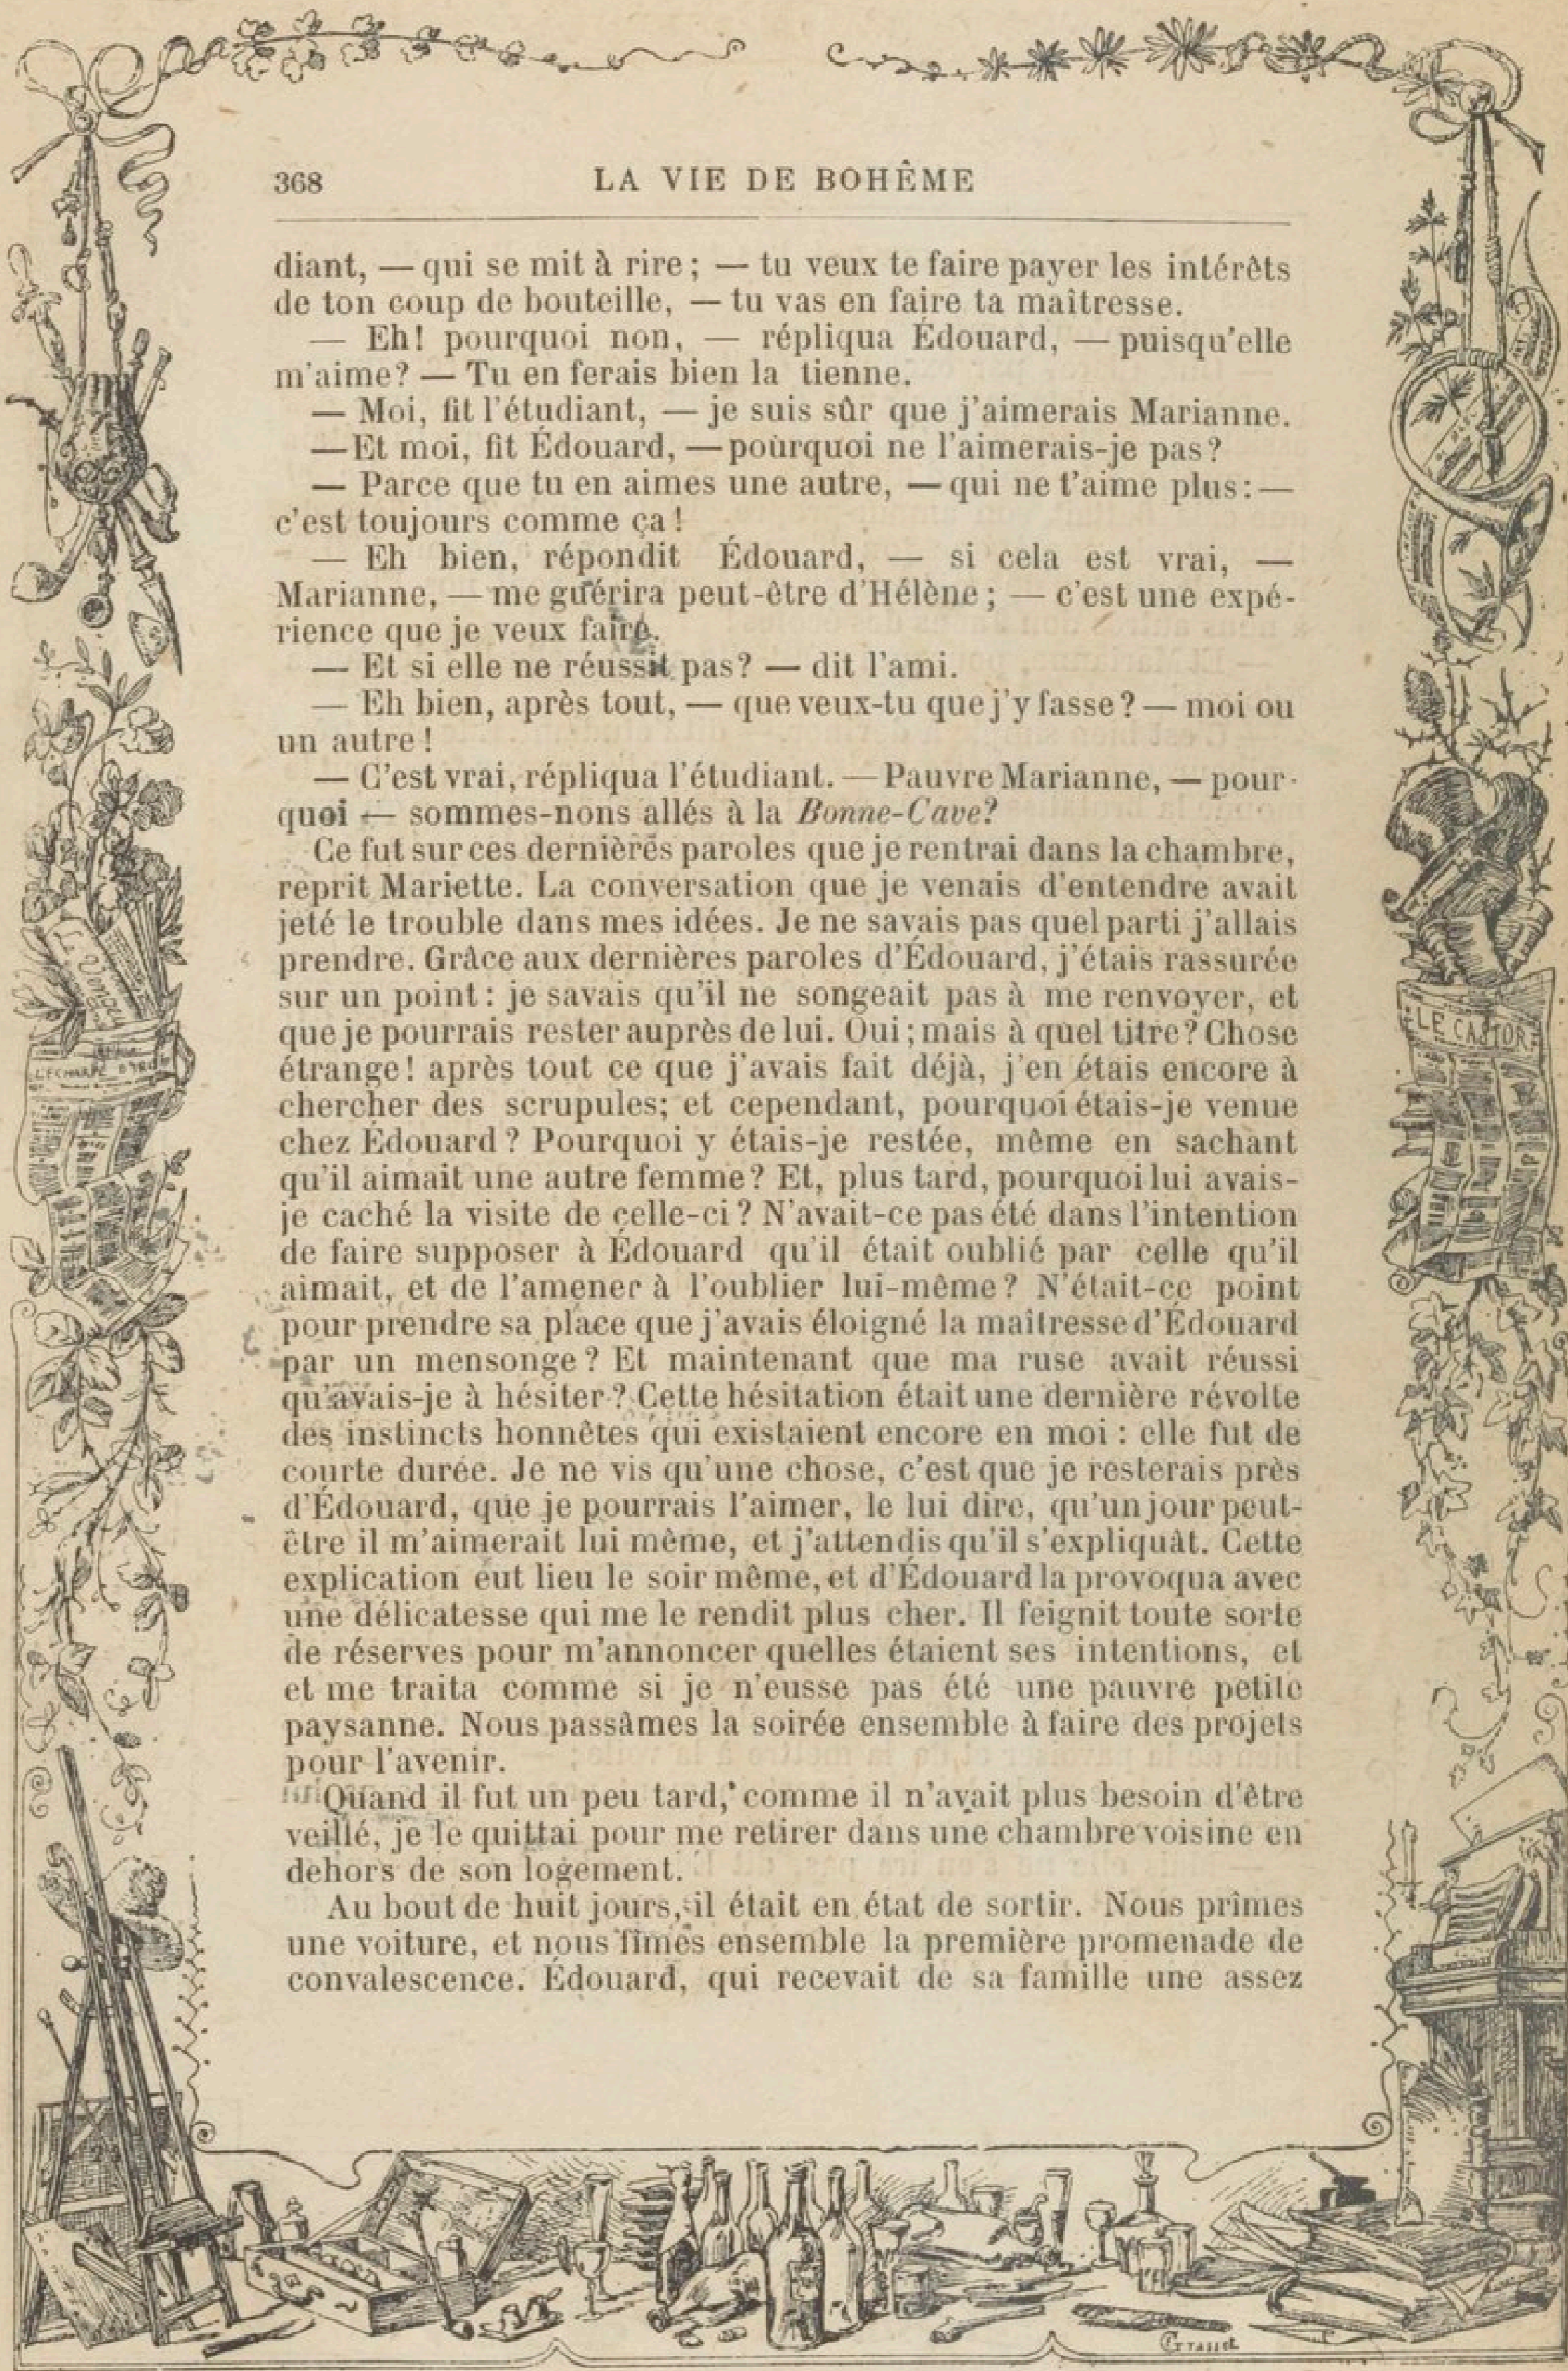 368 LA VIE DE BOHÊME
diant, — qui se mit à rire ; — tu veux te faire payer les intérêts
de ton coup de bouteille, — tu vas en faire ta maîtresse.
— Eh! pourquoi non, — répliqua Édouard, — puisqu'elle
m'aime? — Tu en ferais bien la tienne.
— Moi, fit l'étudiant, — je suis sûr que j'aimerais Marianne.
— Et moi, fit Édouard, — pourquoi ne l'aimerais-je pas?
— Parce que tu en aimes une autre, — qui ne t'aime plus: —
c'est toujours comme ça!
— Eh bien, répondit Édouard, — si cela est vrai, —
Marianne, — me guérira peut-être d'Hélène ; — c'est une expé-
rience que je veux faire.
— Et si elle ne réussit pas? — dit l'ami.
— Eh bien, après tout, — que veux-tu que j'y fasse? — moi ou
un autre!
— C'est vrai, répliqua l'étudiant. — Pauvre Marianne, — pour-
quoi — sommes-nons allés à la Bonne-Cave?
Ce fut sur ces dernières paroles que je rentrai dans la chambre,
reprit Mariette. La conversation que je venais d'entendre avait
jeté le trouble dans mes idées. Je ne savais pas quel parti j'allais
prendre. Grâce aux dernières paroles d'Édouard, j'étais rassurée
sur un point : je savais qu'il ne songeait pas à me renvoyer, et
que je pourrais rester auprès de lui. Oui ; mais à quel titre? Chose
étrange! après tout ce que j'avais fait déjà, j'en étais encore à
chercher des scrupules; et cependant, pourquoi étais-je venue
chez Édouard? Pourquoi y étais-je restée, même en sachant
qu'il aimait une autre femme? Et, plus tard, pourquoi lui avais-
je caché la visite de celle-ci? N'avait-ce pas été dans l'intention
de faire supposer à Édouard qu'il était oublié par celle qu'il
aimait, et de l'amener à l'oublier lui-même? N'était-ce point
pour prendre sa place que j'avais éloigné la maîtresse d'Édouard
par un mensonge? Et maintenant que ma ruse avait réussi
qu'avais-je à hésiter? Cette hésitation était une dernière révolte
des instincts honnêtes qui existaient encore en moi : elle fut de
courte durée. Je ne vis qu'une chose, c'est que je resterais près
d'Édouard, que je pourrais l'aimer, le lui dire, qu'un jour peut-
être il m'aimerait lui même, et j'attendis qu'il s'expliquât. Cette
explication eut lieu le soir même, et d'Édouard la provoqua avec
une délicatesse qui me le rendit plus cher. Il feignit toute sorte
de réserves pour m'annoncer quelles étaient ses intentions, et
et me traita comme si je n'eusse pas été une pauvre petite
paysanne. Nous passâmes la soirée ensemble à faire des projets
pour l'avenir.
Quand il fut un peu tard, comme il n'avait plus besoin d'être
veillé, je le quittai pour me retirer dans une chambre voisine en
dehors de son logement.
Au bout de huit jours, il était en état de sortir. Nous prîmes
une voiture, et nous fîmes ensemble la première promenade de
convalescence. Édouard, qui recevait de sa famille une assez
LE CASTOR
L'ECHARPE D'IRIS
EGrasset